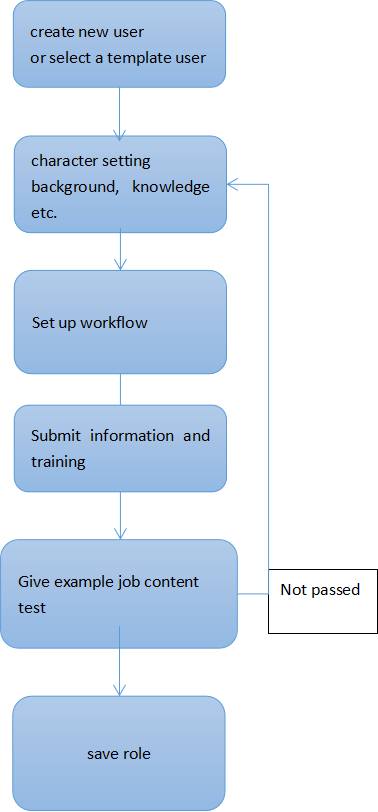 create new user
or select a template user
character setting
background, knowledge
etc.
Set up workflow
Submit information and
training
Give example job content
test
Not passed
save role